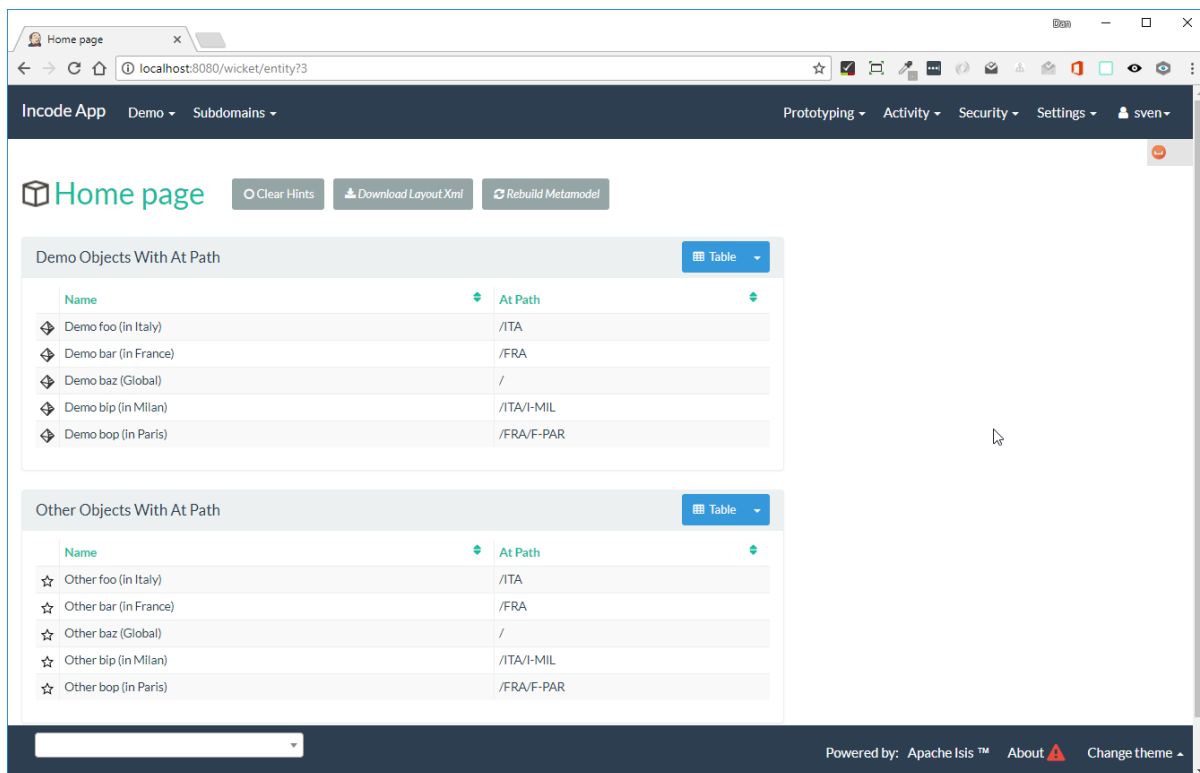 Dan
Home page
localhost:8080/wicket/entity?3
Incode App Demo Subdomains Prototyping Activity Security Settings sven
Home page Clear Hints Download Layout Xml Rebuild Metamodel
Demo Objects With At Path Table
Name At Path
Demo foo (in Italy) /ITA
Demo bar (in France) /FRA
Demo baz (Global) /
Demo bip (in Milan) /ITA/I-MIL
Demo bop (in Paris) /FRA/F-PAR
Other Objects With At Path Table
Name At Path
Other foo (in Italy) /ITA
Other bar (in France) /FRA
Other baz (Global) /
Other bip (in Milan) /ITA/I-MIL
Other bop (in Paris) /FRA/F-PAR
Powered by: Apache Isis ™ About Change theme